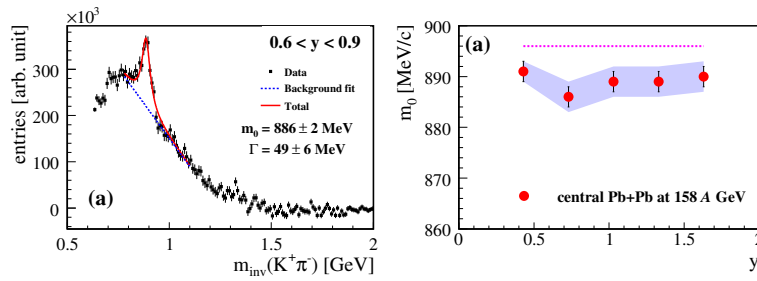 ×10³
0.6 < y < 0.9
Data
Background fit
Total
m₀ = 886 ± 2 MeV
Γ = 49 ± 6 MeV
(a)
entries [arb. unit]
300
200
100
0
0.5 1 1.5 2
m_inv(K⁺π⁻) [GeV]
(a)
m₀ [MeV/c]
900
890
880
870
860
central Pb+Pb at 158 A GeV
0 0.5 1 1.5 2
y